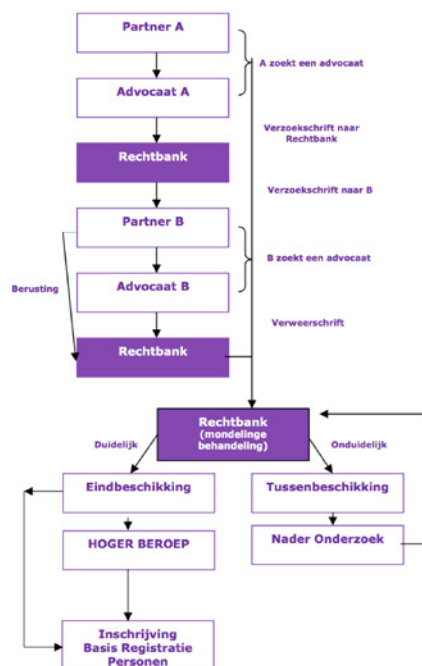 Partner A
A zoekt een advocaat
Advocaat A
Verzoekschrift naar
Rechtbank
Rechtbank
Verzoekschrift naar B
Partner B
B zoekt een advocaat
Berusting
Advocaat B
Verweerschrift
Rechtbank
Rechtbank
(mondelinge
behandeling)
Duidelijk
Onduidelijk
Eindbeschikking
Tussenbeschikking
HOGER BEROEP
Nader Onderzoek
Inschrijving
Basis Registratie
Personen